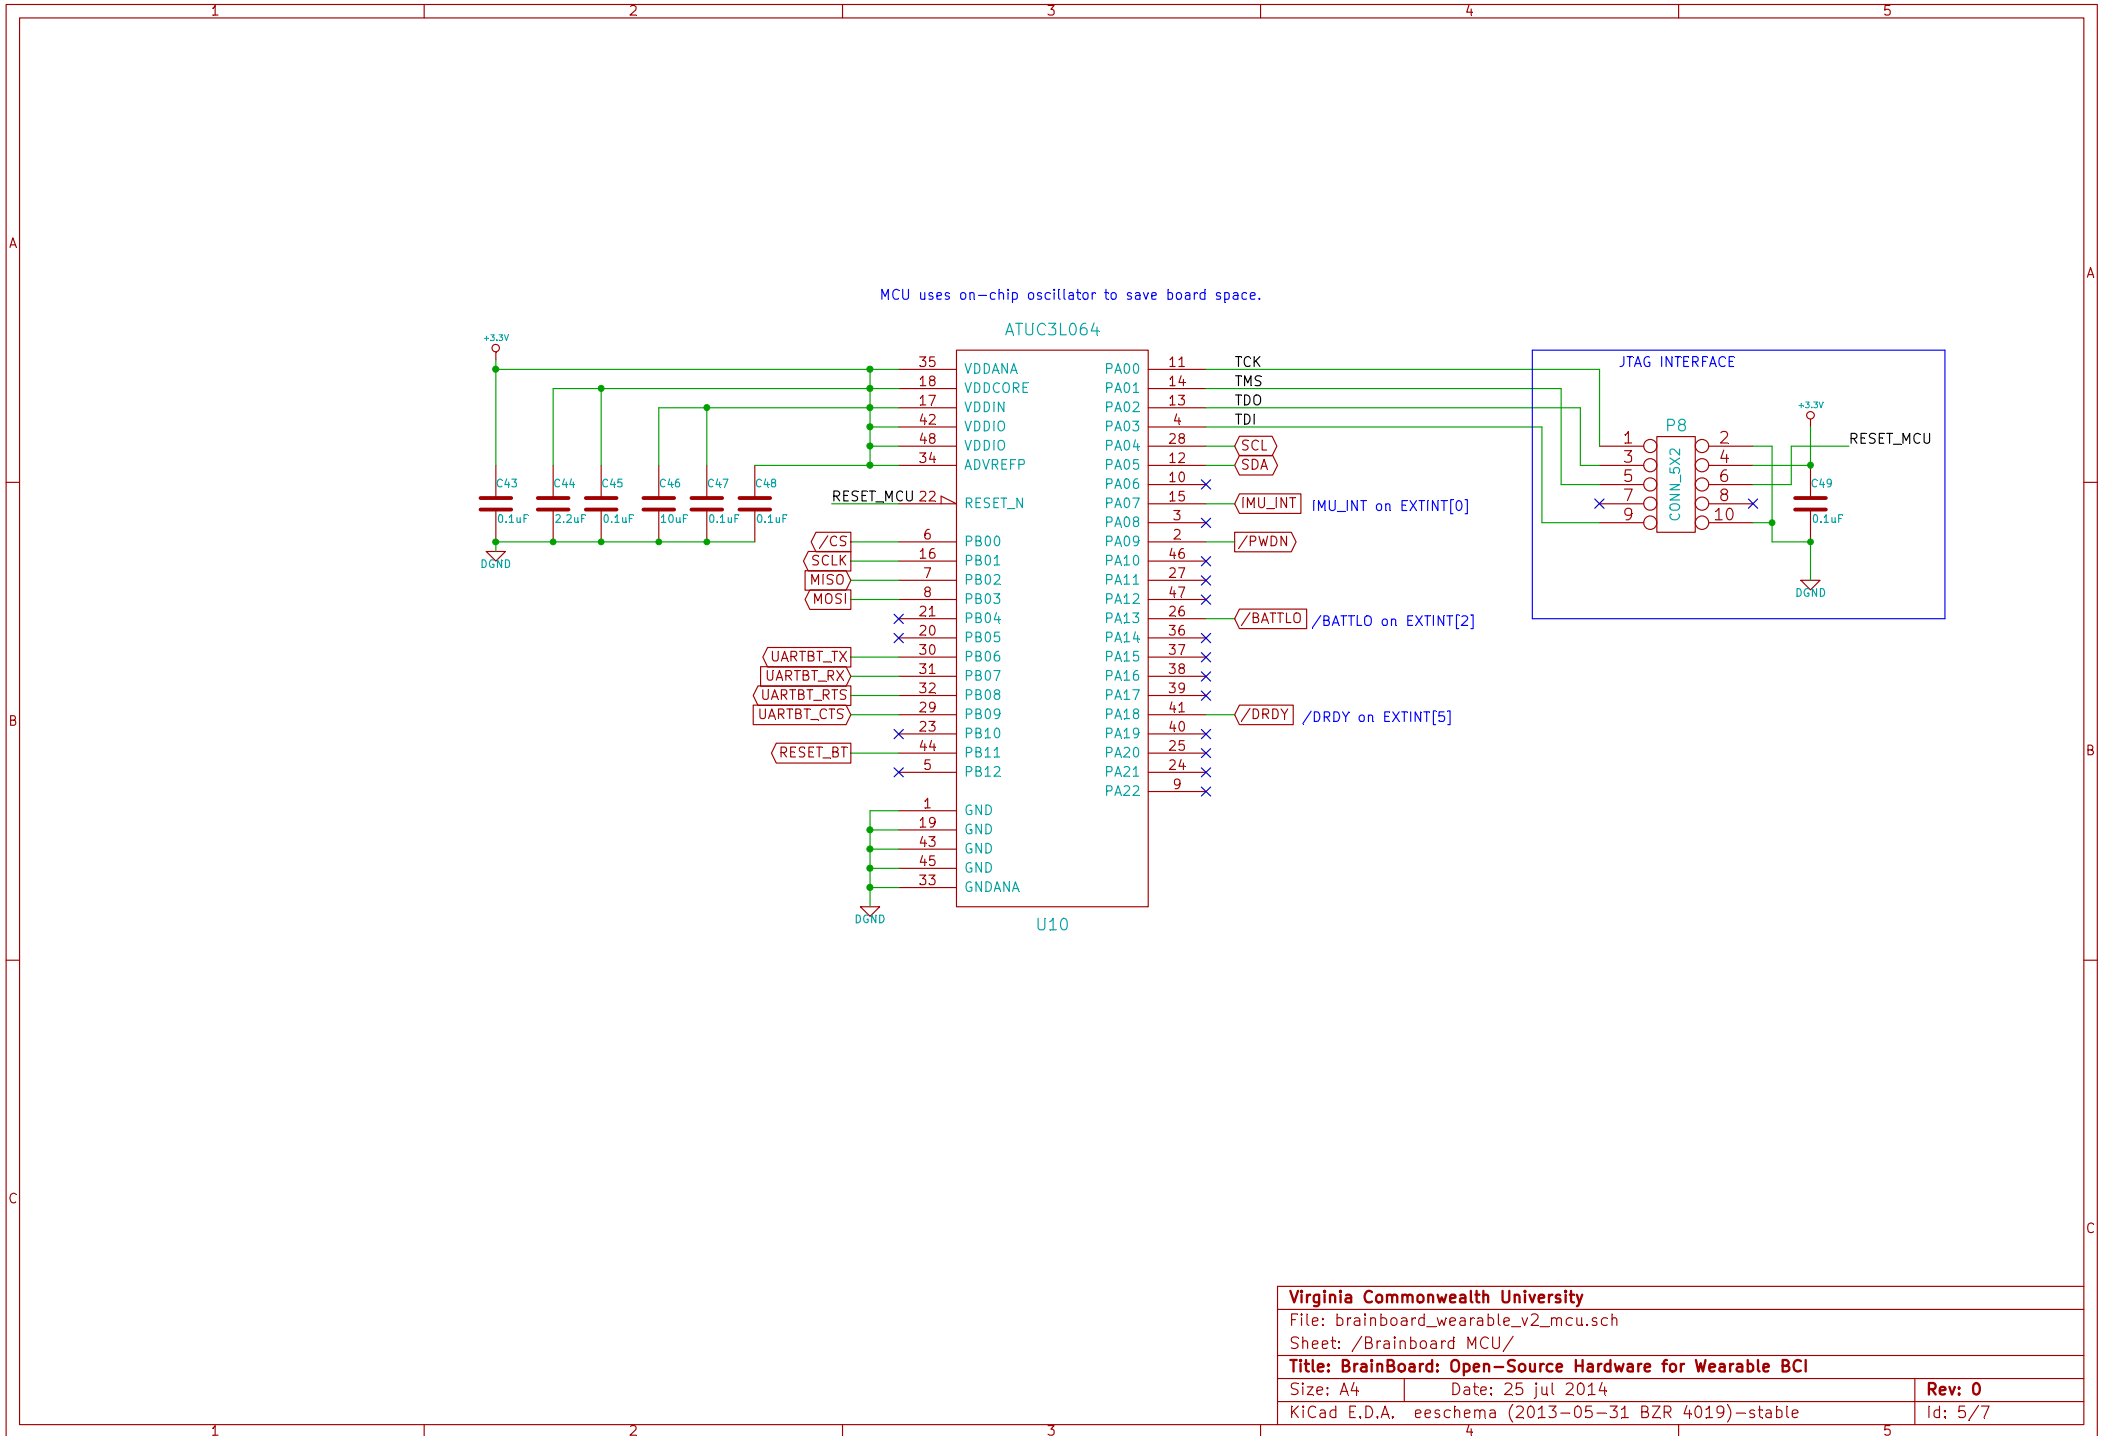 1 2 3 4 5
A
A
MCU uses on-chip oscillator to save board space.
ATUC3L064
+3.3V
35 VDDANA PA00 11 TCK
JTAG INTERFACE
18 VDDCORE PA01 14 TMS
17 VDDIN PA02 13 TDO
+3.3V
42 VDDIO PA03 4 TDI
P8
48 VDDIO PA04 28 SCL
1 2 RESET_MCU
34 ADVREFP PA05 12 SDA
3 4
PA06 10
5 6
C43 C44 C45 C46 C47 C48
C49
RESET_MCU 22 RESET_N PA07 15 IMU_INT IMU_INT on EXTINT[0]
7 8
CONN_5X2
0.1uF 2.2uF 0.1uF 10uF 0.1uF 0.1uF
0.1uF
PA08 3
9 10
/CS 6 PB00 PA09 2 /PWDN
DGND
SCLK 16 PB01 PA10 46
MISO 7 PB02 PA11 27
DGND
MOSI 8 PB03 PA12 47
21 PB04 PA13 26 /BATTLO /BATTLO on EXTINT[2]
20 PB05 PA14 36
UARTBT_TX 30 PB06 PA15 37
UARTBT_RX 31 PB07 PA16 38
UARTBT_RTS 32 PB08 PA17 39
UARTBT_CTS 29 PB09 PA18 41 /DRDY /DRDY on EXTINT[5]
B
23 PB10 PA19 40
RESET_BT 44 PB11 PA20 25
B
5 PB12 PA21 24
PA22 9
1 GND
19 GND
43 GND
45 GND
33 GNDANA
DGND
U10
C
C
Virginia Commonwealth University
File: brainboard_wearable_v2_mcu.sch
Sheet: /Brainboard MCU/
Title: BrainBoard: Open-Source Hardware for Wearable BCI
Size: A4 Date: 25 jul 2014 Rev: 0
KiCad E.D.A. eeschema (2013-05-31 BZR 4019)-stable Id: 5/7
1 2 3 4 5